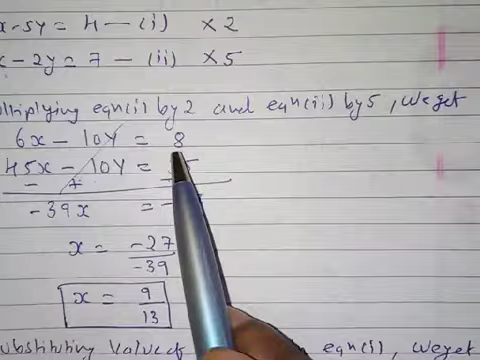 x - 5y = 4 — (i) × 2
x - 2y = 7 — (ii) × 5
ultiplying eqn(i) by 2 and eqn(ii) by 5, we get
6x - 10y = 8
45x - 10y = 
- +
-39x = -
x = -27/-39
x = 9/13
substituting value of eqn(i), we get